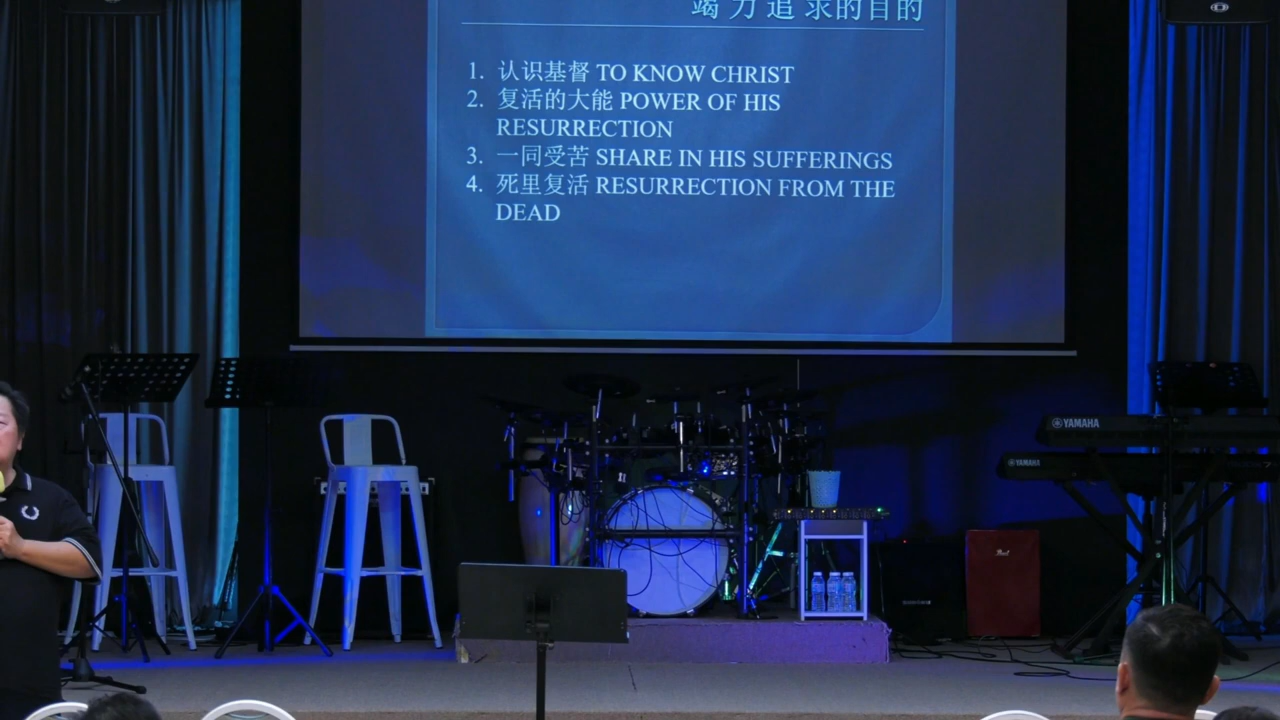 竭力追求的目的
1. 认识基督 TO KNOW CHRIST
2. 复活的大能 POWER OF HIS
RESURRECTION
3. 一同受苦 SHARE IN HIS SUFFERINGS
4. 死里复活 RESURRECTION FROM THE
DEAD
YAMAHA
YAMAHA
Pearl